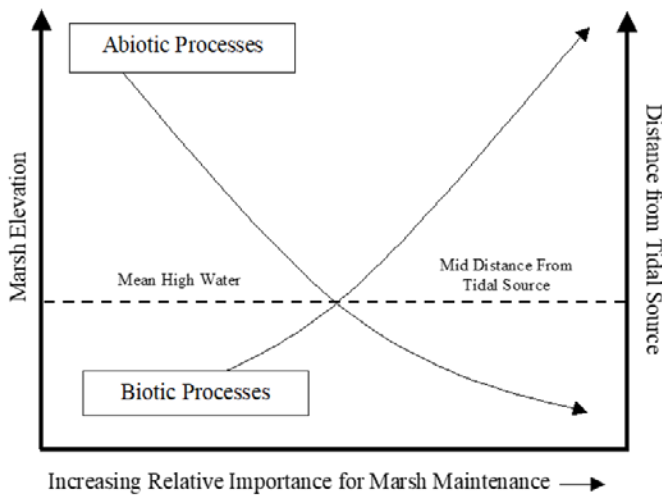 Abiotic Processes
Marsh Elevation
Distance from Tidal Source
Mean High Water
Mid Distance From
Tidal Source
Biotic Processes
Increasing Relative Importance for Marsh Maintenance